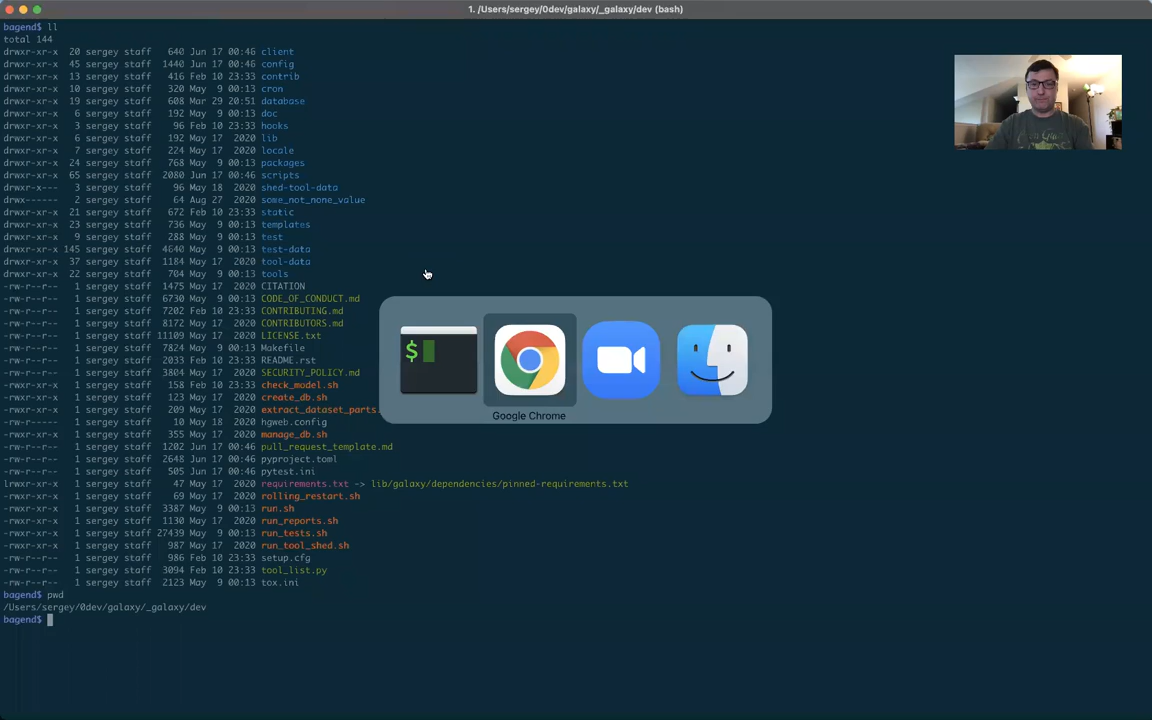 1. /Users/sergey/0dev/galaxy/_galaxy/dev (bash)
bagend$ ll
total 144
drwxr-xr-x 20 sergey staff 640 Jun 17 00:46 client
drwxr-xr-x 45 sergey staff 1440 Jun 17 00:46 config
drwxr-xr-x 13 sergey staff 416 Feb 10 23:33 contrib
drwxr-xr-x 10 sergey staff 320 May 9 00:13 cron
drwxr-xr-x 19 sergey staff 608 Mar 29 20:51 database
drwxr-xr-x 6 sergey staff 192 May 9 00:13 doc
drwxr-xr-x 3 sergey staff 96 Feb 10 23:33 hooks
drwxr-xr-x 6 sergey staff 192 May 17 2020 lib
drwxr-xr-x 7 sergey staff 224 May 17 2020 locale
drwxr-xr-x 24 sergey staff 768 May 9 00:13 packages
drwxr-xr-x 65 sergey staff 2080 Jun 17 00:46 scripts
drwxr-x--- 3 sergey staff 96 May 18 2020 shed-tool-data
drwx------ 2 sergey staff 64 Aug 27 2020 some_not_none_value
drwxr-xr-x 21 sergey staff 672 Feb 10 23:33 static
drwxr-xr-x 23 sergey staff 736 May 9 00:13 templates
drwxr-xr-x 9 sergey staff 288 May 9 00:13 test
drwxr-xr-x 145 sergey staff 4640 May 9 00:13 test-data
drwxr-xr-x 37 sergey staff 1184 May 17 2020 tool-data
drwxr-xr-x 22 sergey staff 704 May 9 00:13 tools
-rw-r--r-- 1 sergey staff 1475 May 17 2020 CITATION
-rw-r--r-- 1 sergey staff 6730 May 9 00:13 CODE_OF_CONDUCT.md
-rw-r--r-- 1 sergey staff 7202 Feb 10 23:33 CONTRIBUTING.md
-rw-r--r-- 1 sergey staff 8172 May 17 2020 CONTRIBUTORS.md
-rw-r--r-- 1 sergey staff 11109 May 17 2020 LICENSE.txt
-rw-r--r-- 1 sergey staff 7824 May 9 00:13 Makefile
-rw-r--r-- 1 sergey staff 2033 Feb 10 23:33 README.rst
-rw-r--r-- 1 sergey staff 3804 May 17 2020 SECURITY_POLICY.md
-rwxr-xr-x 1 sergey staff 158 Feb 10 23:33 check_model.sh
-rwxr-xr-x 1 sergey staff 123 May 17 2020 create_db.sh
-rwxr-xr-x 1 sergey staff 209 May 17 2020 extract_dataset_parts.
-rw-r--r-- 1 sergey staff 10 May 18 2020 hgweb.config
-rwxr-xr-x 1 sergey staff 355 May 17 2020 manage_db.sh
-rw-r--r-- 1 sergey staff 1202 Jun 17 00:46 pull_request_template.md
-rw-r--r-- 1 sergey staff 2648 Jun 17 00:46 pyproject.toml
-rw-r--r-- 1 sergey staff 505 Jun 17 00:46 pytest.ini
lrwxr-xr-x 1 sergey staff 47 May 17 2020 requirements.txt -> lib/galaxy/dependencies/pinned-requirements.txt
-rwxr-xr-x 1 sergey staff 69 May 17 2020 rolling_restart.sh
-rwxr-xr-x 1 sergey staff 3387 May 9 00:13 run.sh
-rwxr-xr-x 1 sergey staff 1130 May 17 2020 run_reports.sh
-rwxr-xr-x 1 sergey staff 27439 May 9 00:13 run_tests.sh
-rwxr-xr-x 1 sergey staff 987 May 17 2020 run_tool_shed.sh
-rw-r--r-- 1 sergey staff 986 Feb 10 23:33 setup.cfg
-rw-r--r-- 1 sergey staff 3094 Feb 10 23:33 tool_list.py
-rw-r--r-- 1 sergey staff 2123 May 9 00:13 tox.ini
bagend$ pwd
/Users/sergey/0dev/galaxy/_galaxy/dev
bagend$
$
Google Chrome